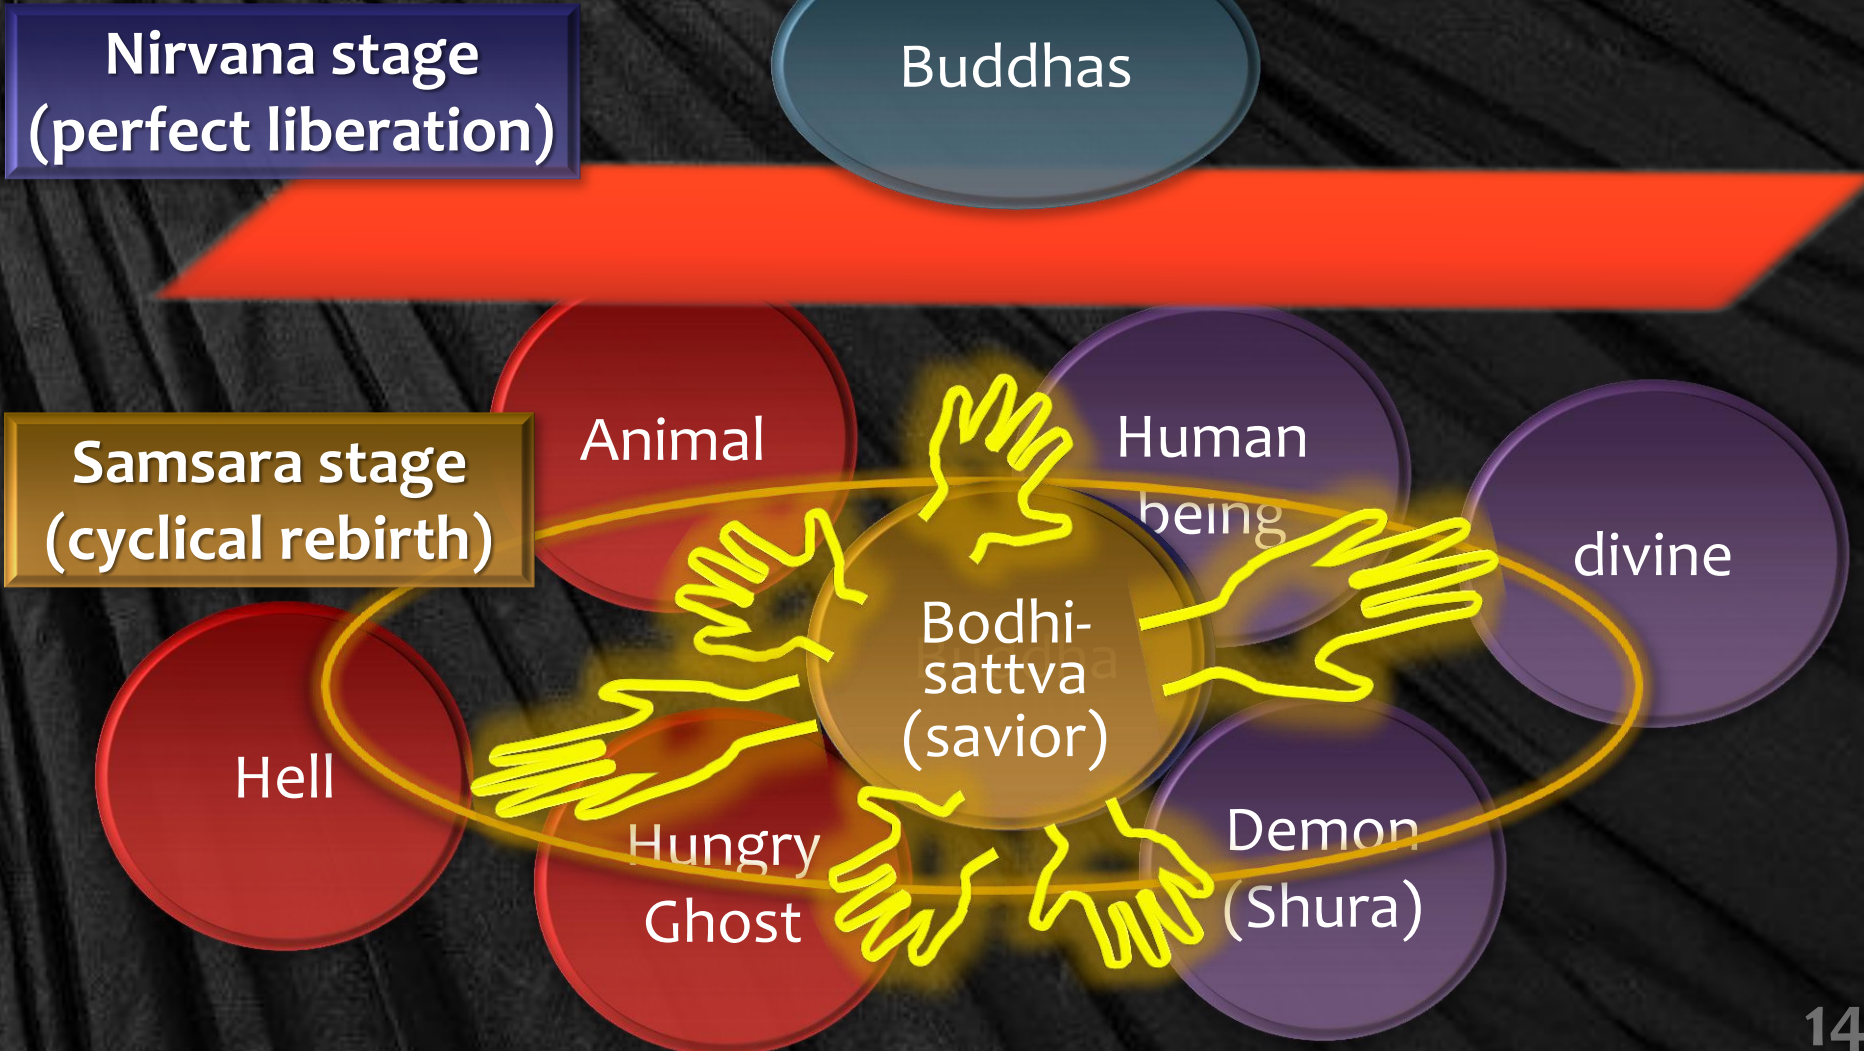 Nirvana stage
(perfect liberation)
Buddhas
Animal
Human
being
divine
Samsara stage
(cyclical rebirth)
Bodhi-
sattva
(savior)
Buddha
Hell
Hungry
Ghost
Demon
(Shura)
14